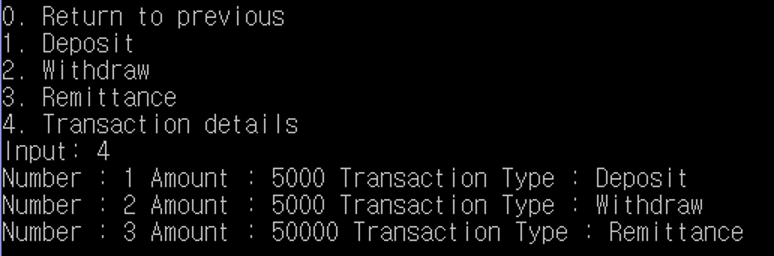 0. Return to previous
1. Deposit
2. Withdraw
3. Remittance
4. Transaction details
Input: 4
Number : 1 Amount : 5000 Transaction Type : Deposit
Number : 2 Amount : 5000 Transaction Type : Withdraw
Number : 3 Amount : 50000 Transaction Type : Remittance